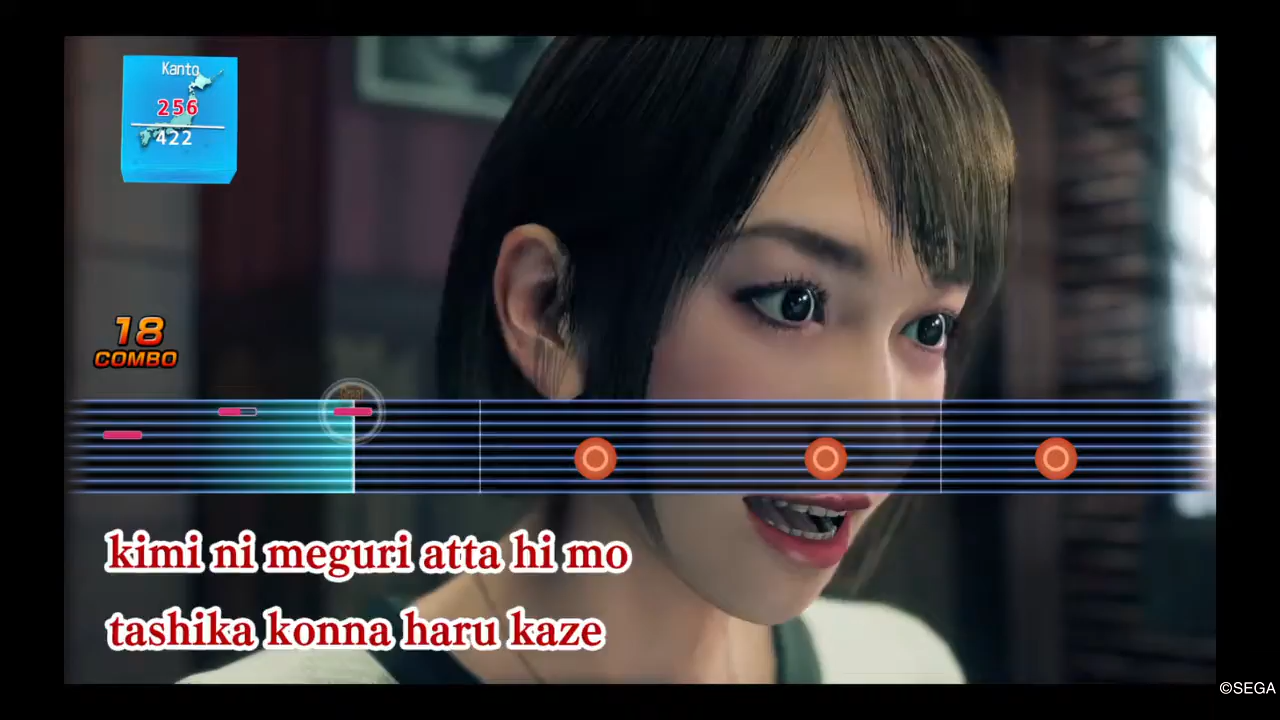 Kanto
256
422
18
COMBO
kimi ni meguri atta hi mo
tashika konna haru kaze
©SEGA